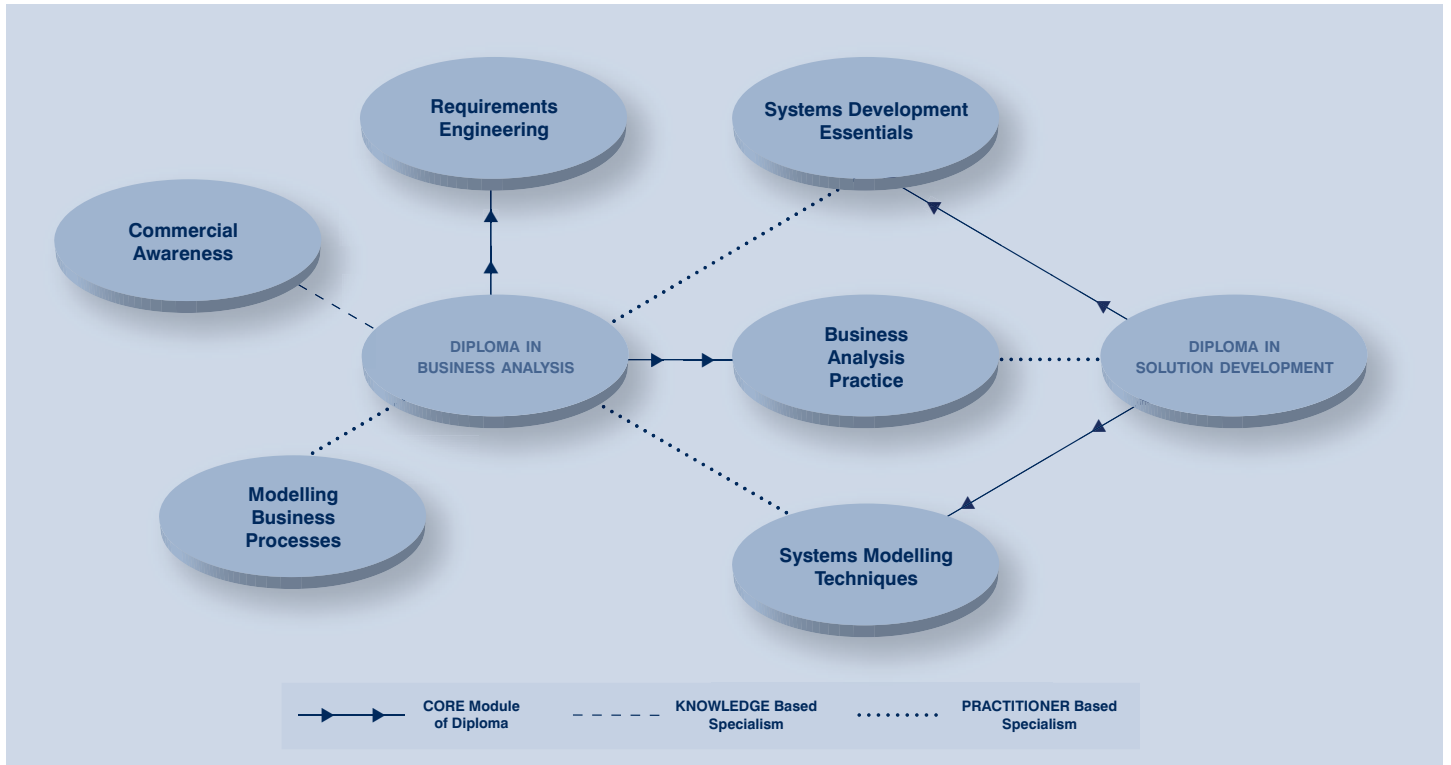 Requirements
Engineering
Systems Development
Essentials
Commercial
Awareness
DIPLOMA IN
BUSINESS ANALYSIS
Business
Analysis
Practice
DIPLOMA IN
SOLUTION DEVELOPMENT
Modelling
Business
Processes
Systems Modelling
Techniques
CORE Module
of Diploma
KNOWLEDGE Based
Specialism
PRACTITIONER Based
Specialism